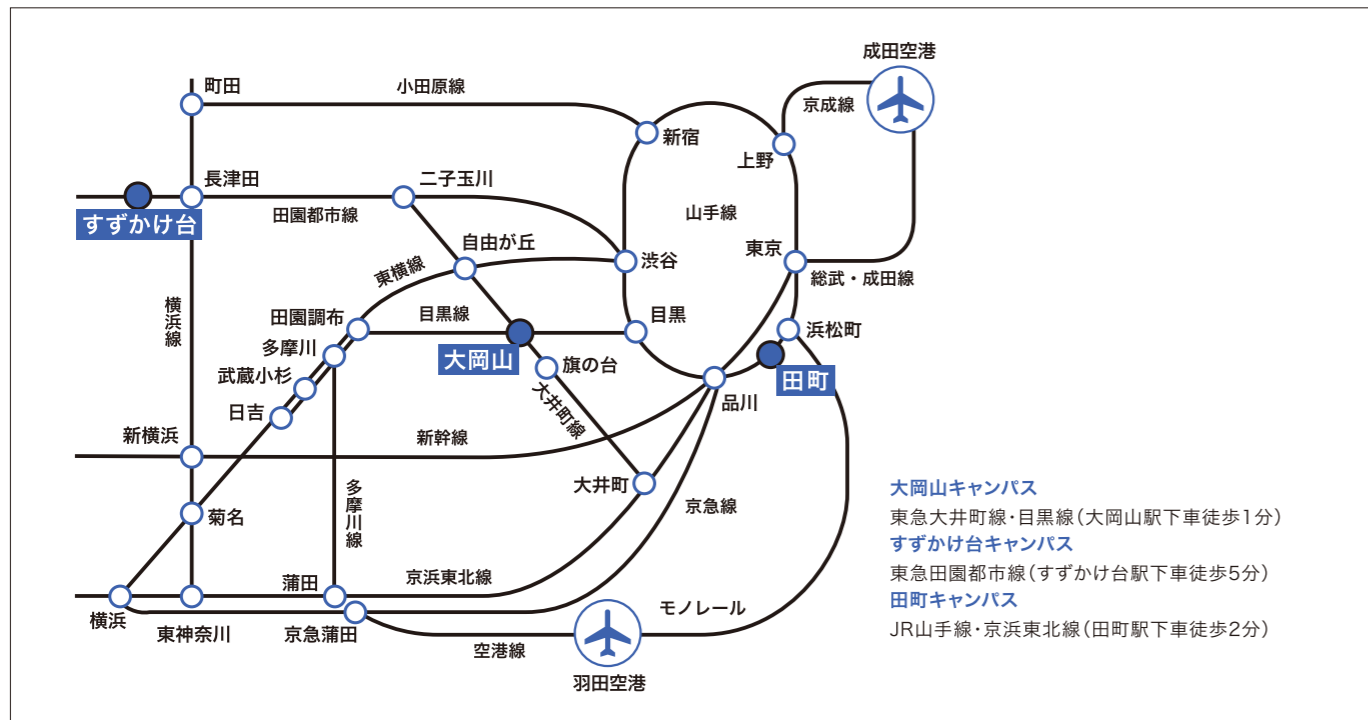 成田空港
町田
小田原線
京成線
新宿
上野
長津田
二子玉川
すずかけ台
田園都市線
山手線
自由が丘
東京
東横線
渋谷
総武・成田線
横浜線
田園調布
目黒線
目黒
浜松町
多摩川
大岡山
旗の台
田町
武蔵小杉
大井町線
日吉
品川
新横浜
新幹線
大井町
多摩川線
京急線
菊名
蒲田
京浜東北線
横浜
東神奈川
京急蒲田
モノレール
空港線
羽田空港
大岡山キャンパス
東急大井町線・目黒線(大岡山駅下車徒歩1分)
すずかけ台キャンパス
東急田園都市線(すずかけ台駅下車徒歩5分)
田町キャンパス
JR山手線・京浜東北線(田町駅下車徒歩2分)